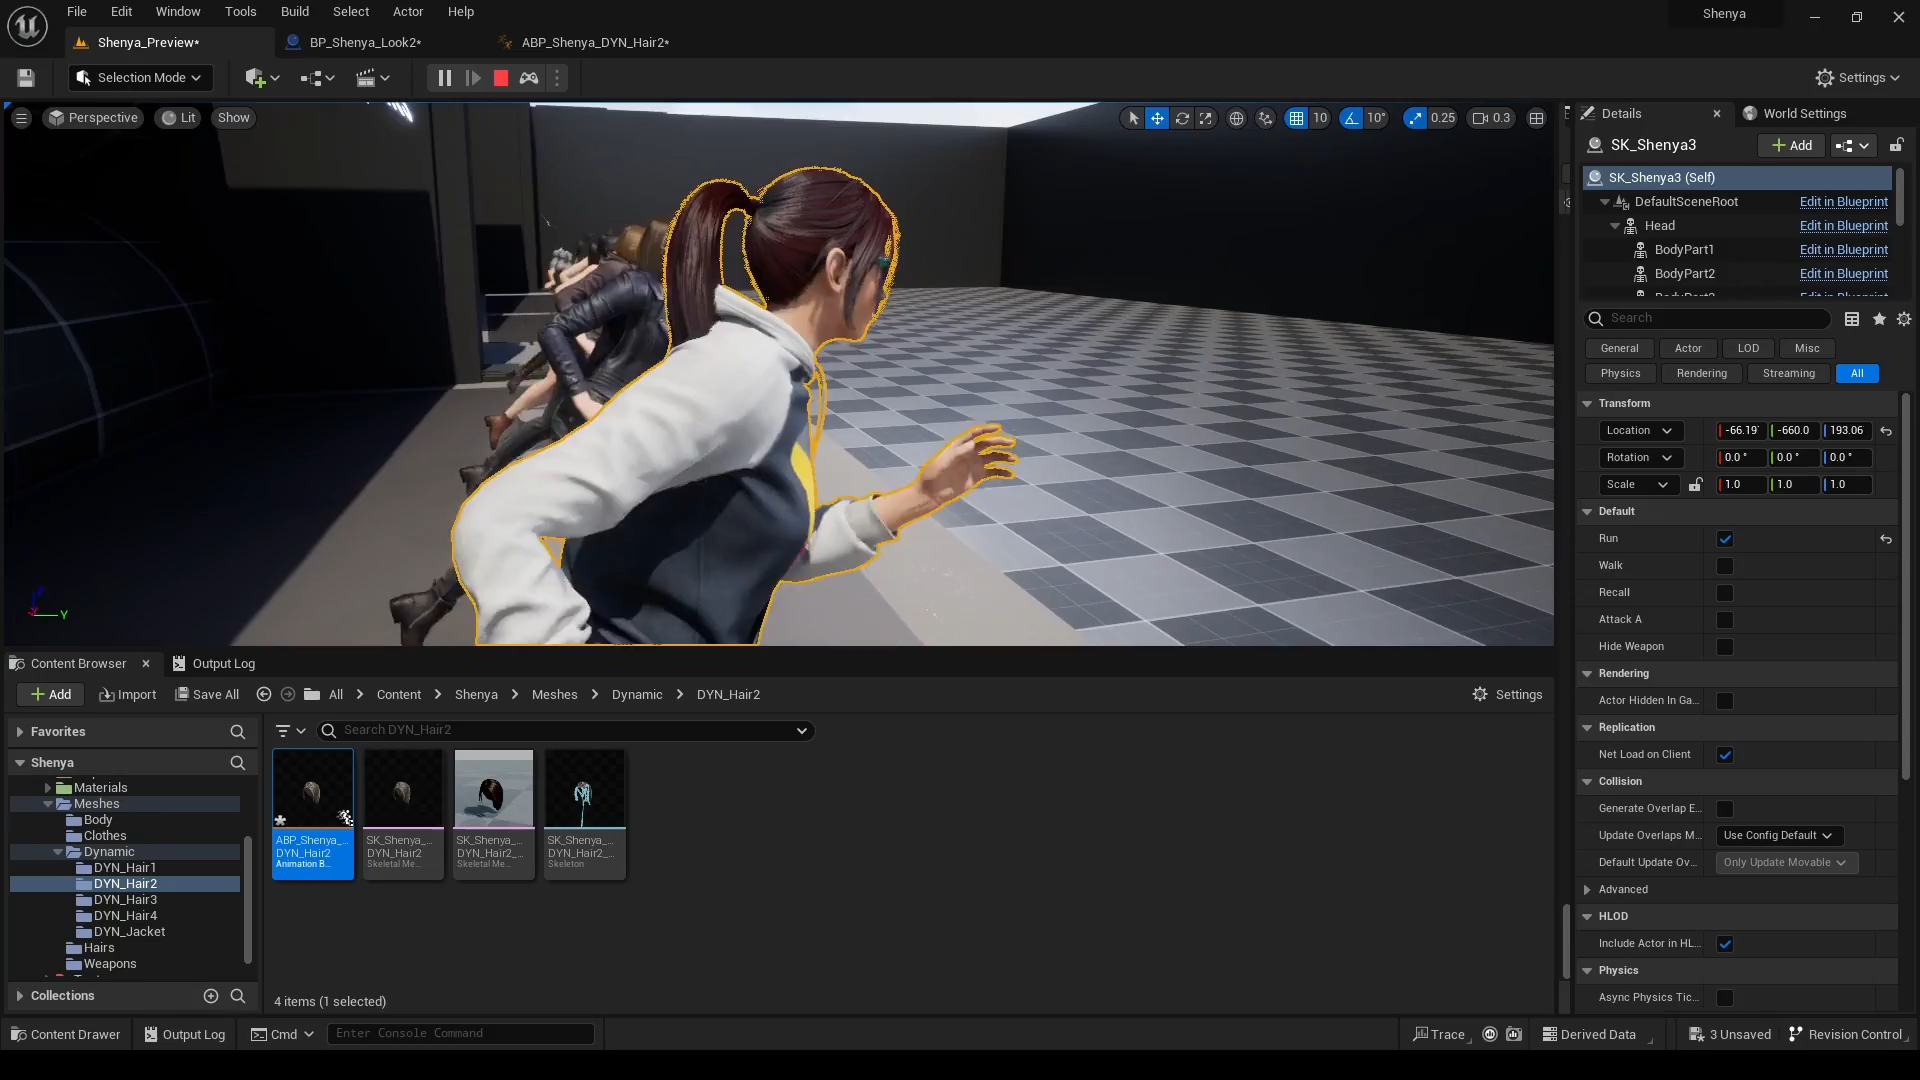 File Edit Window Tools Build Select Actor Help
Shenya
Shenya_Preview* BP_Shenya_Look2* ABP_Shenya_DYN_Hair2*
Selection Mode Settings
Perspective Lit Show 10 10° 0.25 0.3
Y
Details World Settings
SK_Shenya3 Add
SK_Shenya3 (Self)
DefaultSceneRoot Edit in Blueprint
Head Edit in Blueprint
BodyPart1 Edit in Blueprint
BodyPart2 Edit in Blueprint
Search
General Actor LOD Misc
Physics Rendering Streaming All
Transform
Location -66.19 -660.0 193.06
Rotation 0.0 ° 0.0 ° 0.0 °
Scale 1.0 1.0 1.0
Default
Run
Walk
Recall
Attack A
Hide Weapon
Rendering
Actor Hidden In Ga...
Replication
Net Load on Client
Collision
Generate Overlap E...
Update Overlaps M... Use Config Default
Default Update Ov... Only Update Movable
Advanced
HLOD
Include Actor in HL...
Physics
Async Physics Tic...
Content Browser Output Log
Add Import Save All All Content Shenya Meshes Dynamic DYN_Hair2 Settings
Favorites
Search DYN_Hair2
Shenya
Materials
Meshes
Body
Clothes
Dynamic
DYN_Hair1
DYN_Hair2
DYN_Hair3
DYN_Hair4
DYN_Jacket
Hairs
Weapons
Collections
ABP_Shenya_...
DYN_Hair2
Animation B...
SK_Shenya_...
DYN_Hair2
Skeletal Me...
SK_Shenya_...
DYN_Hair2_...
Skeletal Me...
SK_Shenya_...
DYN_Hair2_...
Skeleton
4 items (1 selected)
Content Drawer Output Log Cmd Enter Console Command Trace Derived Data 3 Unsaved Revision Control